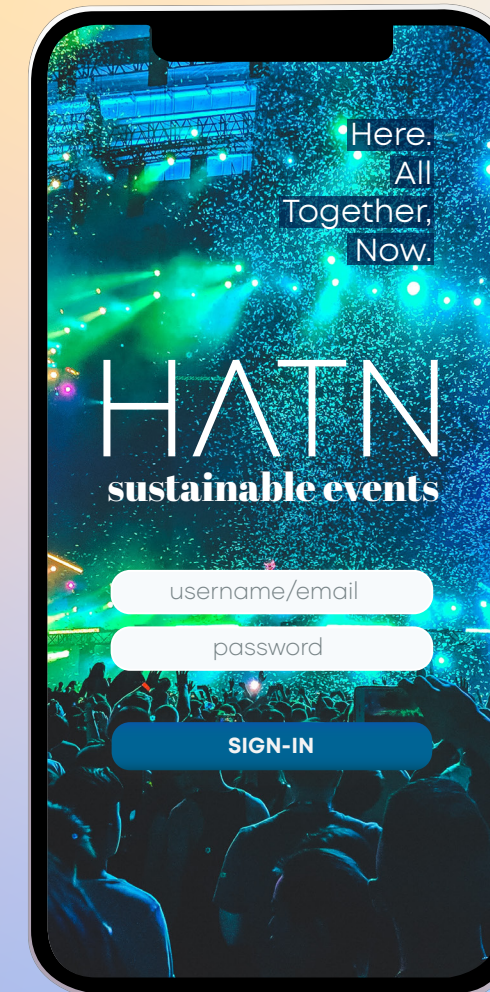 Here.
All
Together,
Now.
HATN
sustainable events
username/email
password
SIGN-IN